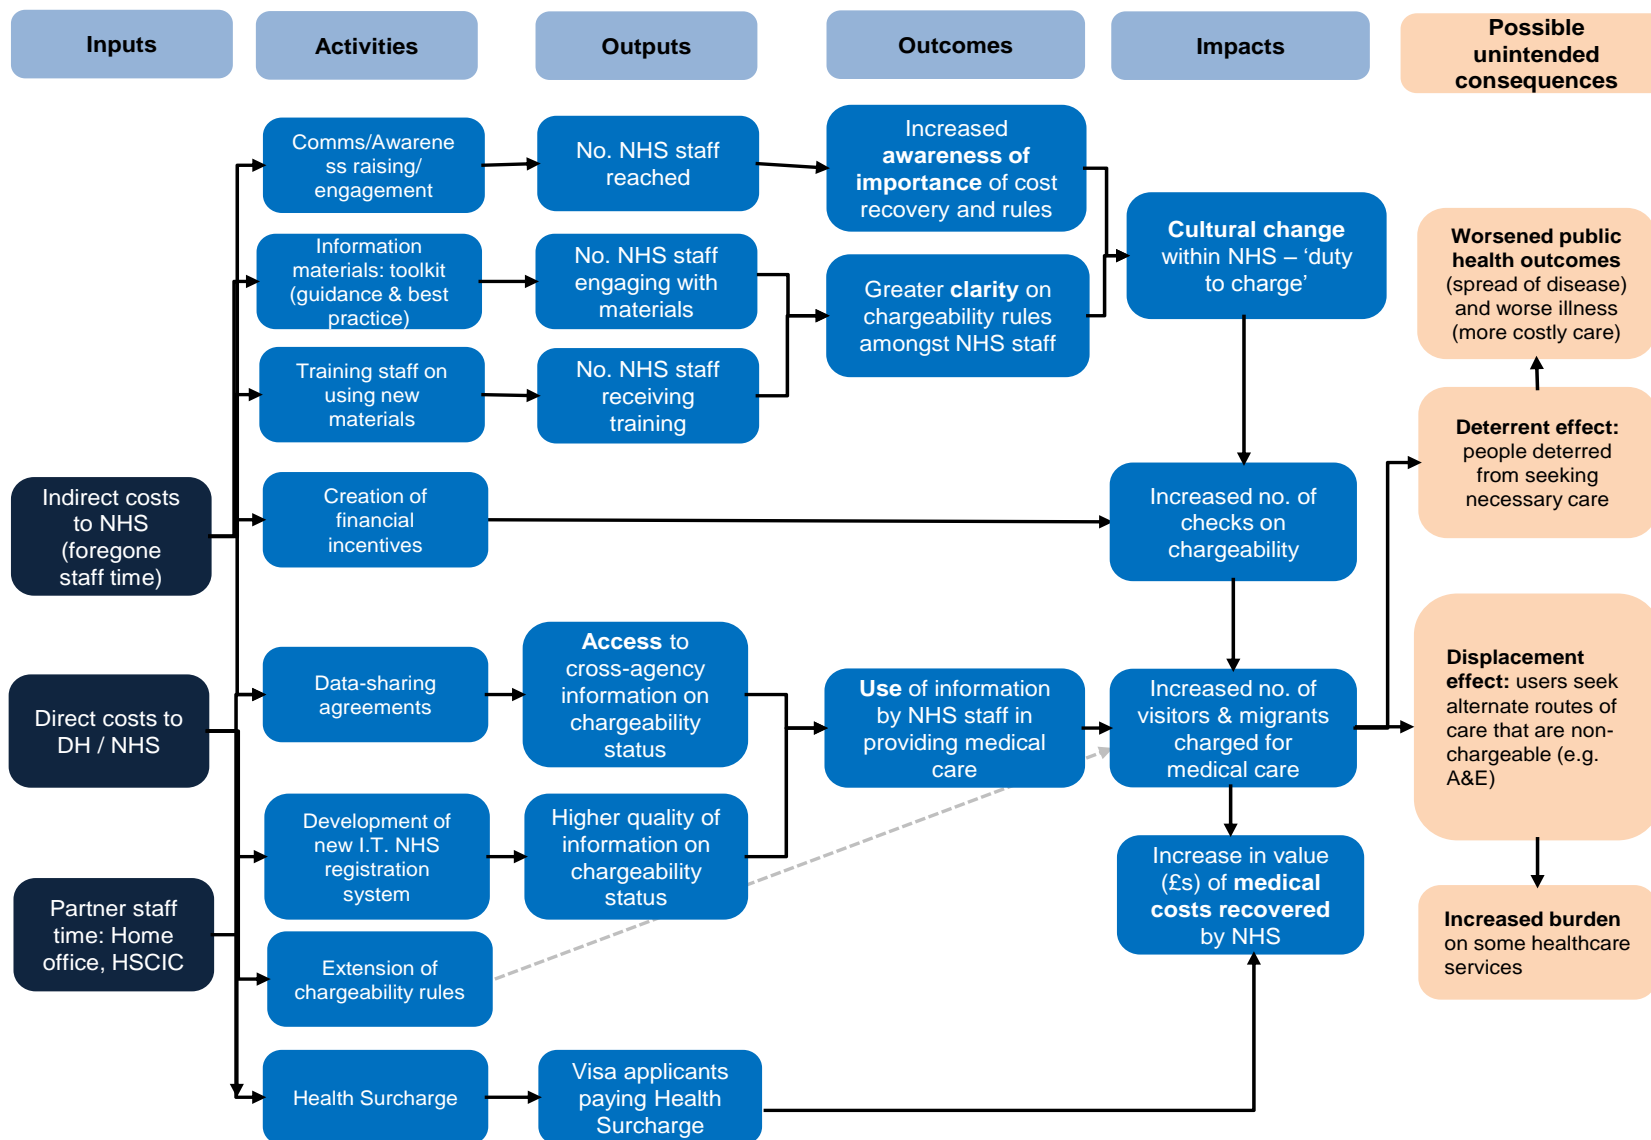 Inputs
Activities
Outputs
Outcomes
Impacts
Possible
unintended
consequences
Comms/Awarene
ss raising/
engagement
No. NHS staff
reached
Increased
awareness of
importance of cost
recovery and rules
Information
materials: toolkit
(guidance & best
practice)
No. NHS staff
engaging with
materials
Greater clarity on
chargeability rules
amongst NHS staff
Cultural change
within NHS – ‘duty
to charge’
Worsened public
health outcomes
(spread of disease)
and worse illness
(more costly care)
Training staff on
using new
materials
No. NHS staff
receiving
training
Deterrent effect:
people deterred
from seeking
necessary care
Indirect costs
to NHS
(foregone
staff time)
Creation of
financial
incentives
Increased no. of
checks on
chargeability
Direct costs to
DH / NHS
Data-sharing
agreements
Access to
cross-agency
information on
chargeability
status
Use of information
by NHS staff in
providing medical
care
Increased no. of
visitors & migrants
charged for
medical care
Displacement
effect: users seek
alternate routes of
care that are non-
chargeable (e.g.
A&E)
Development of
new I.T. NHS
registration
system
Higher quality of
information on
chargeability
status
Increase in value
(£s) of medical
costs recovered
by NHS
Partner staff
time: Home
office, HSCIC
Extension of
chargeability rules
Increased burden
on some healthcare
services
Health Surcharge
Visa applicants
paying Health
Surcharge